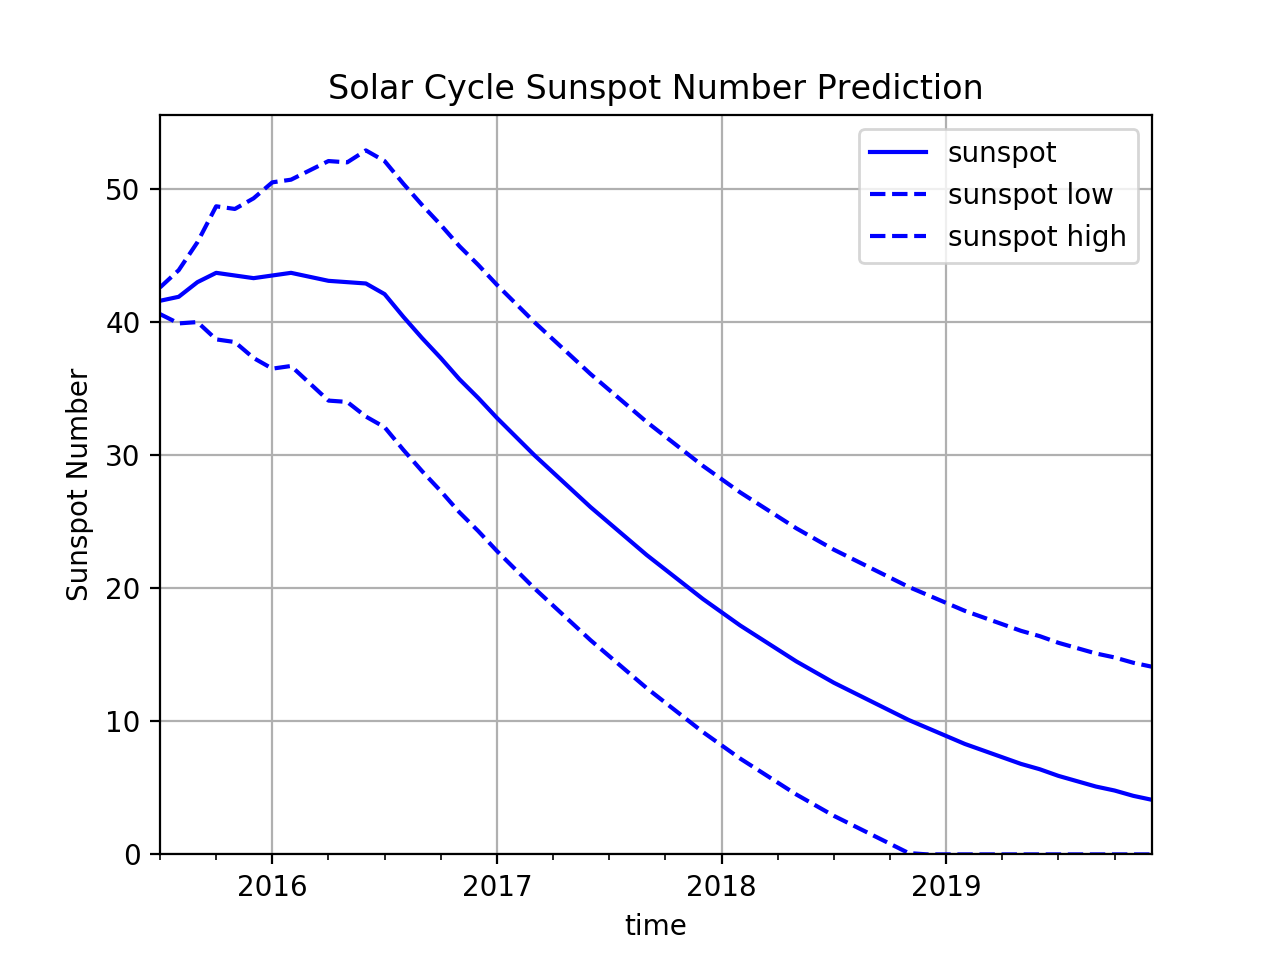 Solar Cycle Sunspot Number Prediction
sunspot
sunspot low
sunspot high
Sunspot Number
50
40
30
20
10
0
2016 2017 2018 2019
time